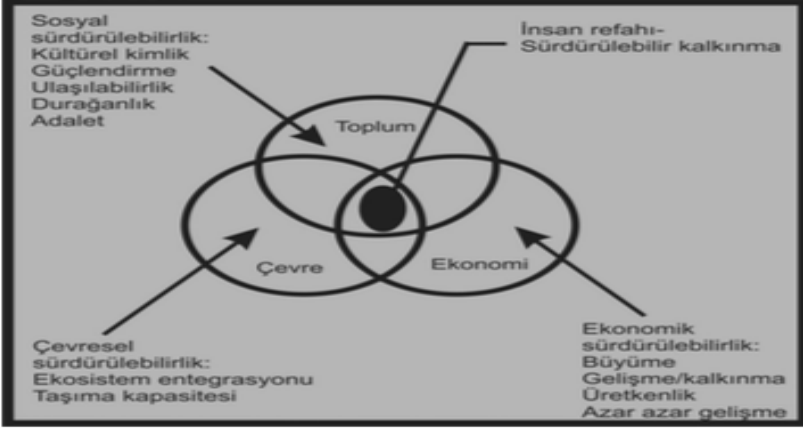 Sosyal
sürdürülebilirlik:
Kültürel kimlik
Güçlendirme
Ulaşılabilirlik
Durağanlık
Adalet
İnsan refahı-
Sürdürülebilir kalkınma
Toplum
Çevre
Ekonomi
Çevresel
sürdürülebilirlik:
Ekosistem entegrasyonu
Taşıma kapasitesi
Ekonomik
sürdürülebilirlik:
Büyüme
Gelişme/kalkınma
Üretkenlik
Azar azar gelişme